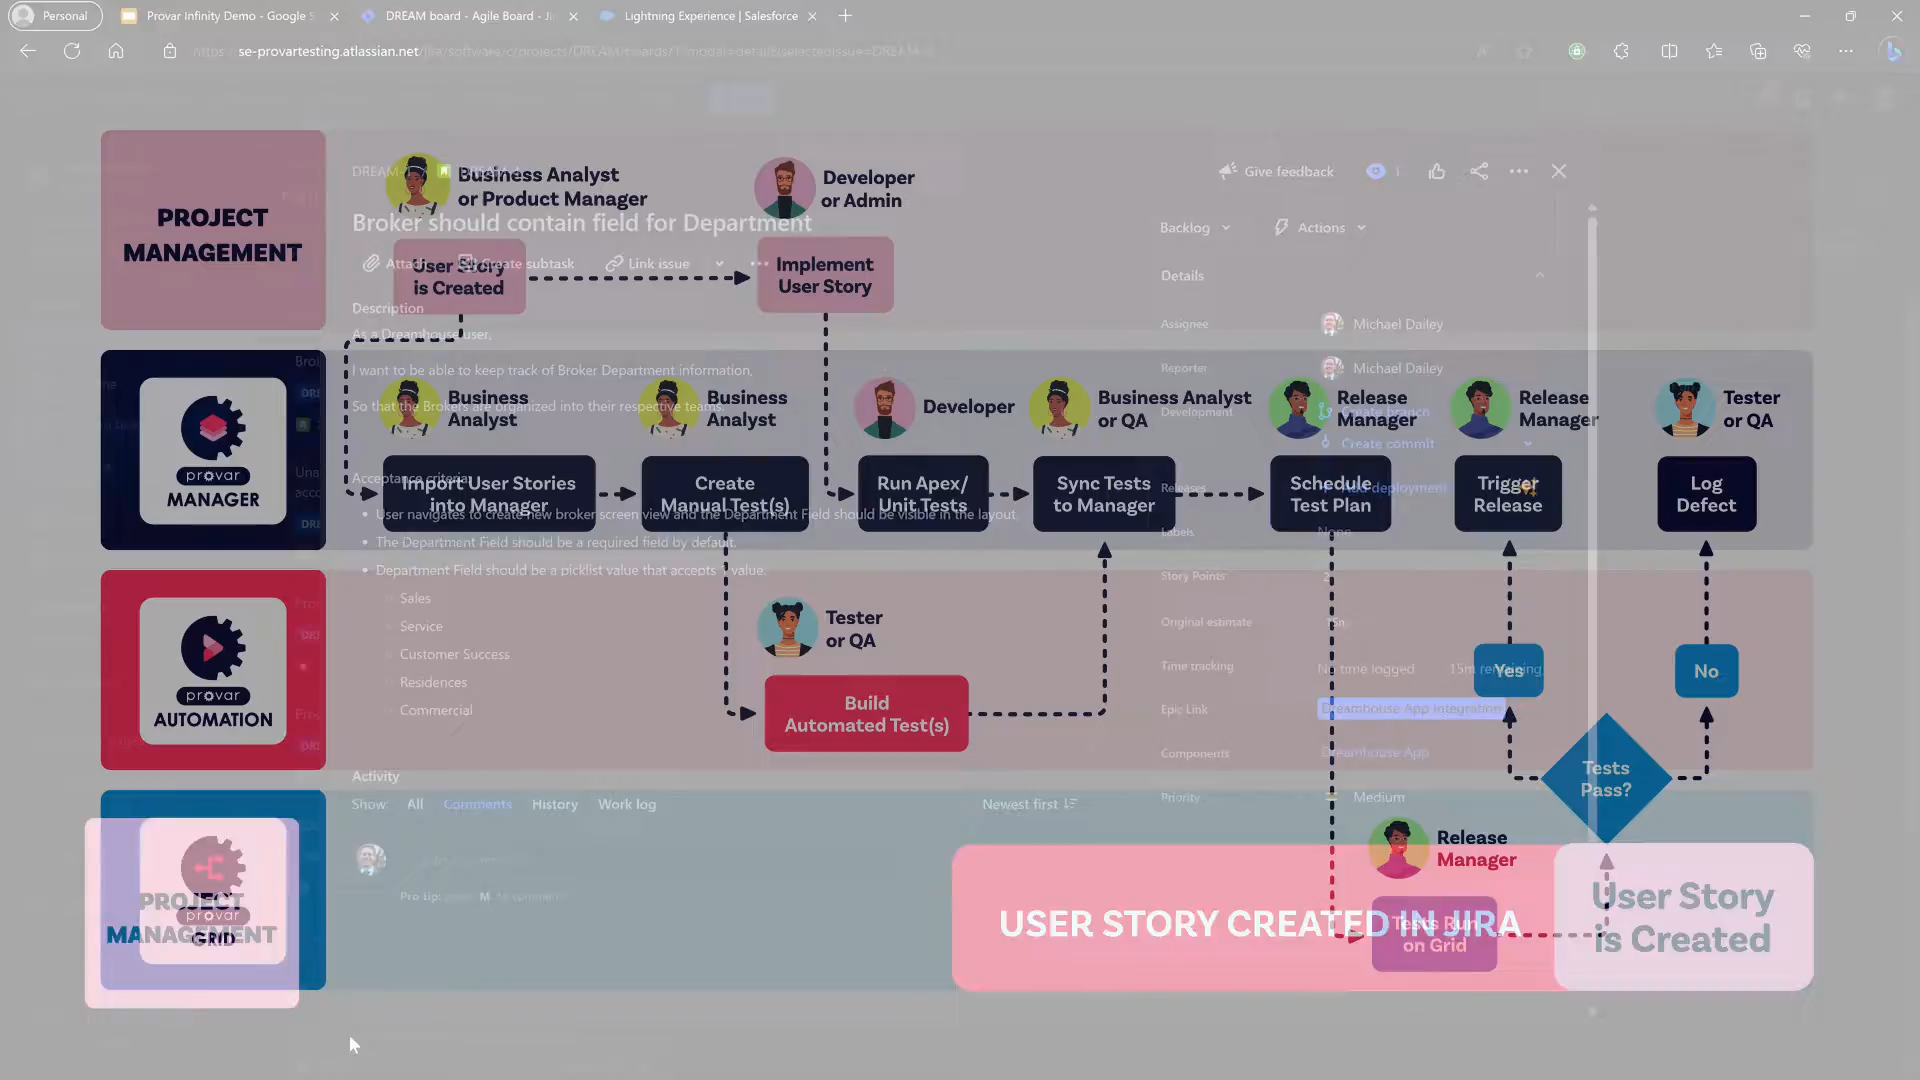 Personal
Provar Infinity Demo - Google S
DREAM board - Agile Board - Ji
Lightning Experience | Salesforce
se-provartesting.atlassian.net
PROJECT
MANAGEMENT
Business Analyst
or Product Manager
Developer
or Admin
DREAM-
Give feedback
1
Broker should contain field for Department
Backlog
Actions
Attach
Create subtask
Link issue
User Story
is Created
Implement
User Story
Details
Description
As a Dreamhouse user,
I want to be able to keep track of Broker Department information,
So that the Brokers are organized into their respective teams.
Assignee
Michael Dailey
Reporter
Michael Dailey
Development
Create branch
Create commit
Releases
Add deployment
Labels
None
Story Points
2
Original estimate
15m
Time tracking
No time logged
15m remaining
Epic Link
Dreamhouse App Integration
Components
Dreamhouse App
Priority
Medium
provar
MANAGER
Business
Analyst
Business
Analyst
Developer
Business Analyst
or QA
Release
Manager
Release
Manager
Tester
or QA
Import User Stories
into Manager
Create
Manual Test(s)
Run Apex/
Unit Tests
Sync Tests
to Manager
Schedule
Test Plan
Trigger
Release
Log
Defect
Acceptance criteria:
User navigates to create new broker screen view and the Department Field should be visible in the layout.
The Department Field should be a required field by default.
Department Field should be a picklist value that accepts 1 value.
Sales
Service
Customer Success
Residences
Commercial
provar
AUTOMATION
Tester
or QA
Build
Automated Test(s)
Yes
No
Tests
Pass?
Activity
Show:
All
Comments
History
Work log
Newest first
Pro tip:
M
to comment
provar
GRID
PROJECT
MANAGEMENT
Release
Manager
Tests Run
on Grid
USER STORY CREATED IN JIRA
User Story
is Created